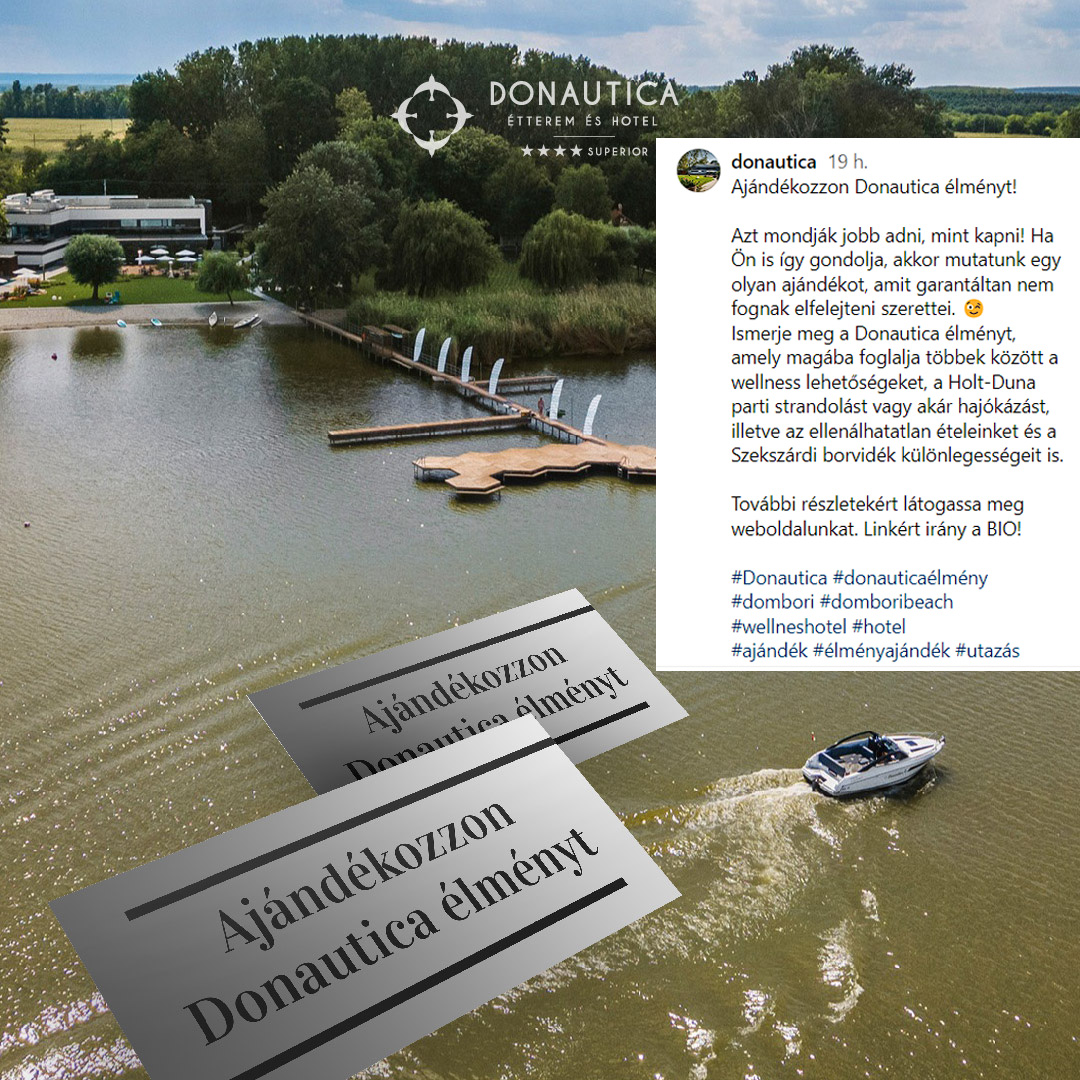 DONAUTICA
ÉTTEREM ÉS HOTEL
★★★★ SUPERIOR
donautica 19 h.
Ajándékozzon Donautica élményt!
Azt mondják jobb adni, mint kapni! Ha
Ön is így gondolja, akkor mutatunk egy
olyan ajándékot, amit garantáltan nem
fognak elfelejteni szerettei. 😉
Ismerje meg a Donautica élményt,
amely magába foglalja többek között a
wellness lehetőségeket, a Holt-Duna
parti strandolást vagy akár hajókázást,
illetve az ellenálhatatlan ételeinket és a
Szekszárdi borvidék különlegességeit is.
További részletekért látogassa meg
weboldalunkat. Linkért irány a BIO!
#Donautica #donauticaélmény
#dombori #domboribeach
#wellneshotel #hotel
#ajándék #élményajándék #utazás
Ajándékozzon
Donautica élményt
Ajándékozzon
Donautica élményt